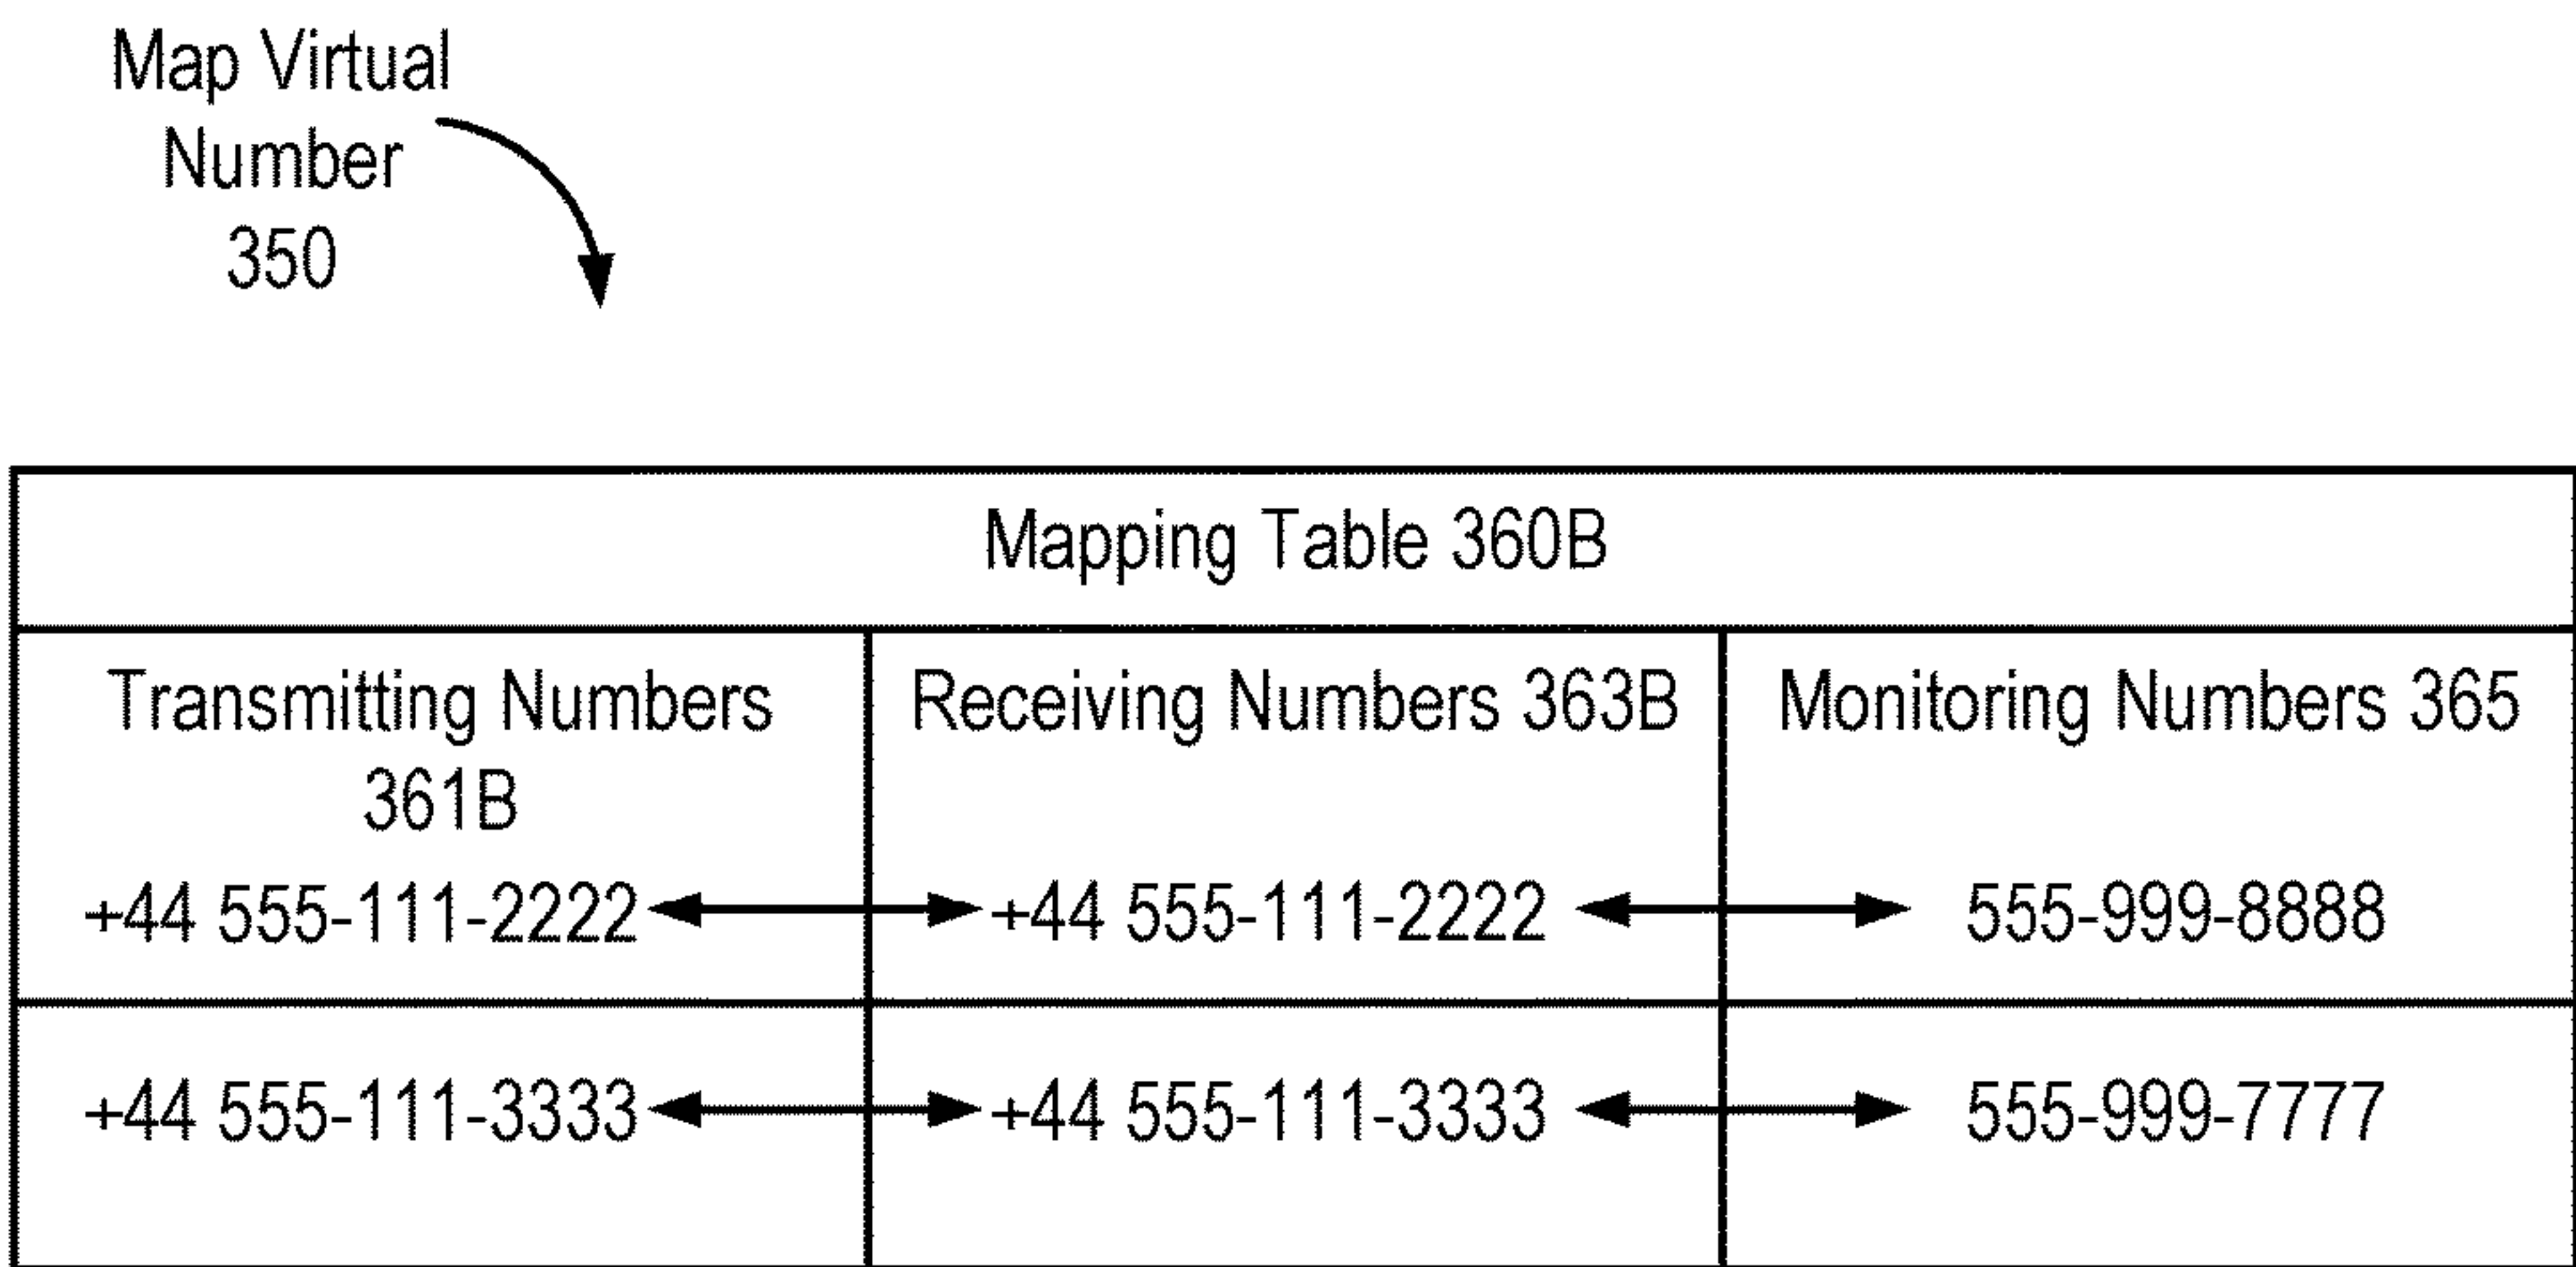 Map Virtual
Number
350
Mapping Table 360B
Transmitting Numbers
361B
Receiving Numbers 363B
Monitoring Numbers 365
+44 555-111-2222
+44 555-111-2222
555-999-8888
+44 555-111-3333
+44 555-111-3333
555-999-7777